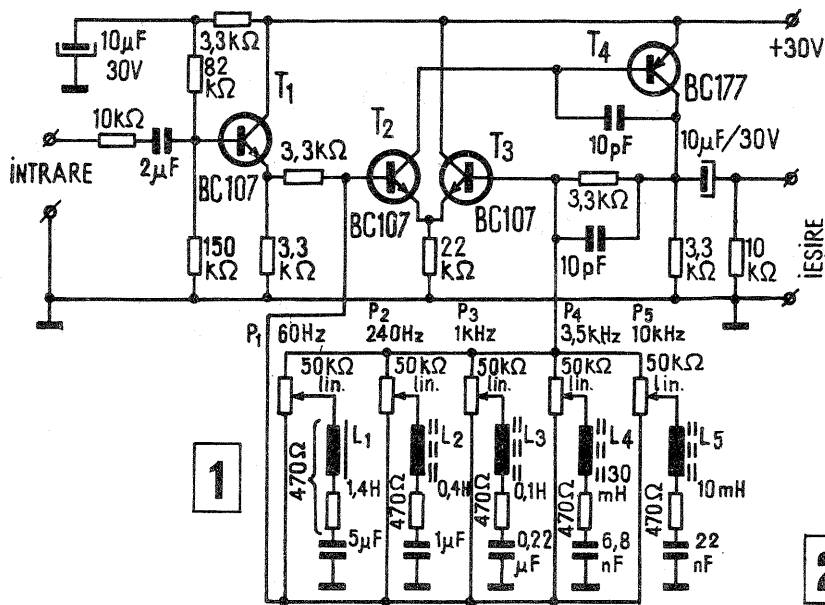 10μF
30V
3,3kΩ
82
kΩ
T1
T4
+30V
BC177
10kΩ
2μF
ÎNTRARE
BC107
3,3kΩ
T2
T3
10pF
10μF/30V
BC107
BC107
3,3kΩ
150
kΩ
3,3
kΩ
22
kΩ
10pF
3,3
kΩ
10
kΩ
IEŞIRE
P1 60Hz
P2
240Hz
P3
1kHz
P4
3,5kHz
P5
10kHz
50kΩ
lin.
50kΩ
lin.
50kΩ
lin.
50kΩ
lin.
50kΩ
lin.
1
470Ω
L1
1,4H
5μF
470Ω
L2
0,4H
1μF
470Ω
L3
0,1H
0,22
μF
470Ω
L4
30
mH
6,8
nF
470Ω
L5
10mH
22
nF